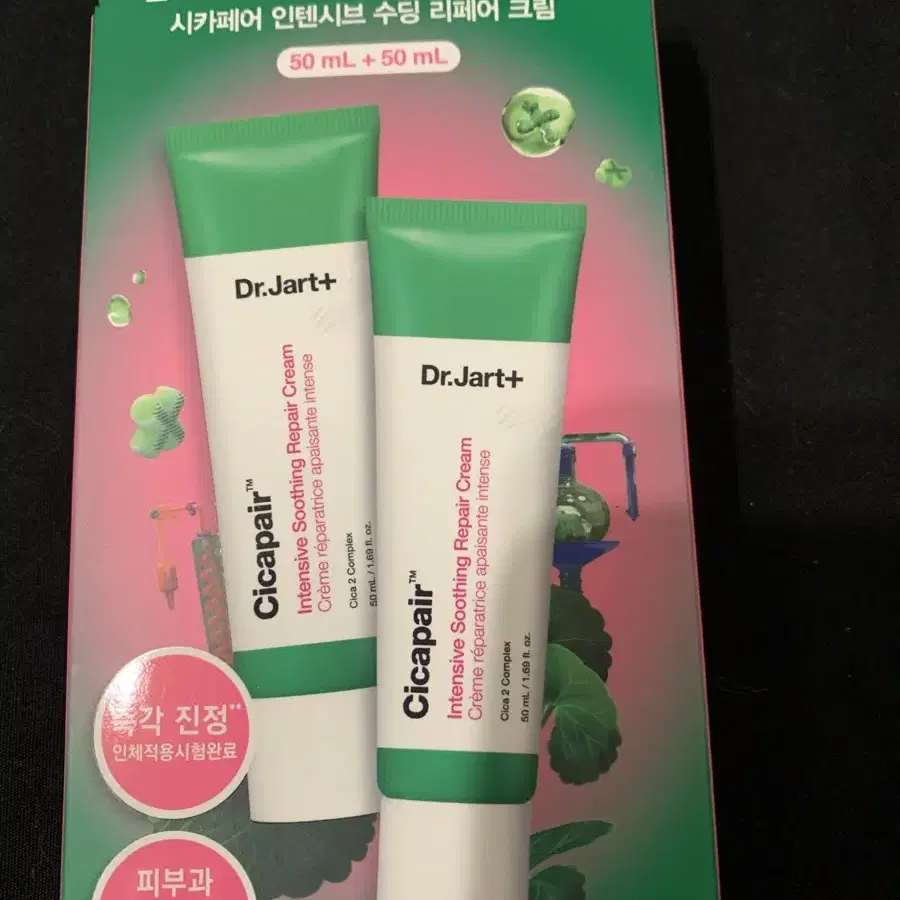 시카페어 인텐시브 수딩 리페어 크림
50 mL + 50 mL
Dr.Jart+
Cicapair™
Intensive Soothing Repair Cream
Crème réparatrice apaisante intense
Cica 2 Complex
50 mL / 1.69 fl. oz.
Dr.Jart+
Cicapair™
Intensive Soothing Repair Cream
Crème réparatrice apaisante intense
Cica 2 Complex
50 mL / 1.69 fl. oz.
진정**
인체적용시험완료
피부과